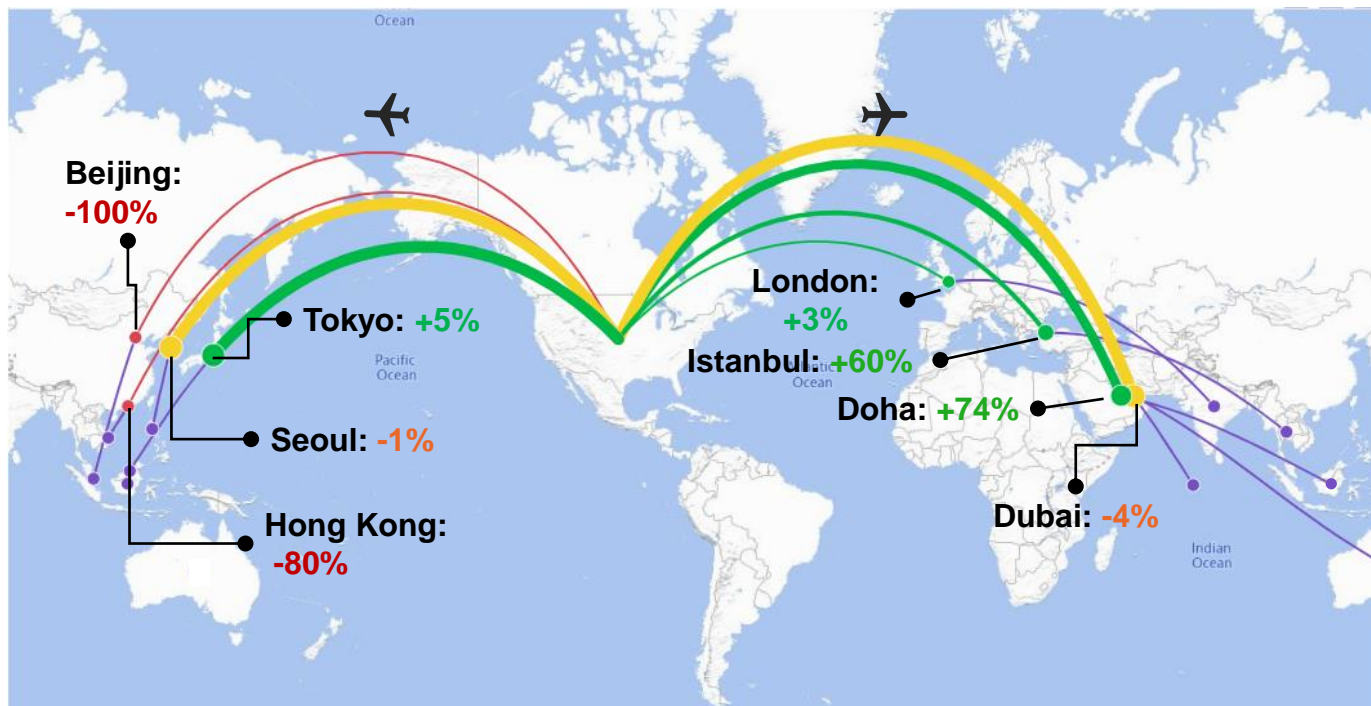 Ocean
Beijing:
-100%
Tokyo: +5%
Pacific
Ocean
Seoul: -1%
Hong Kong:
-80%
London:
+3%
Istanbul: +60%
Ocean
Doha: +74%
Dubai: -4%
Indian
Ocean